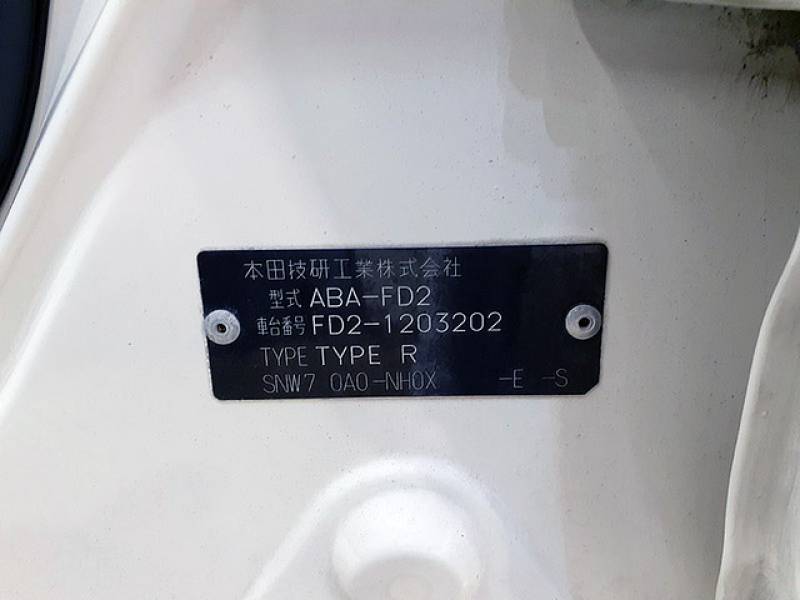 本田技研工業株式会社
型式 ABA-FD2
車台番号 FD2-1203202
TYPE TYPE R
SNW7 0A0-NH0X -E -S